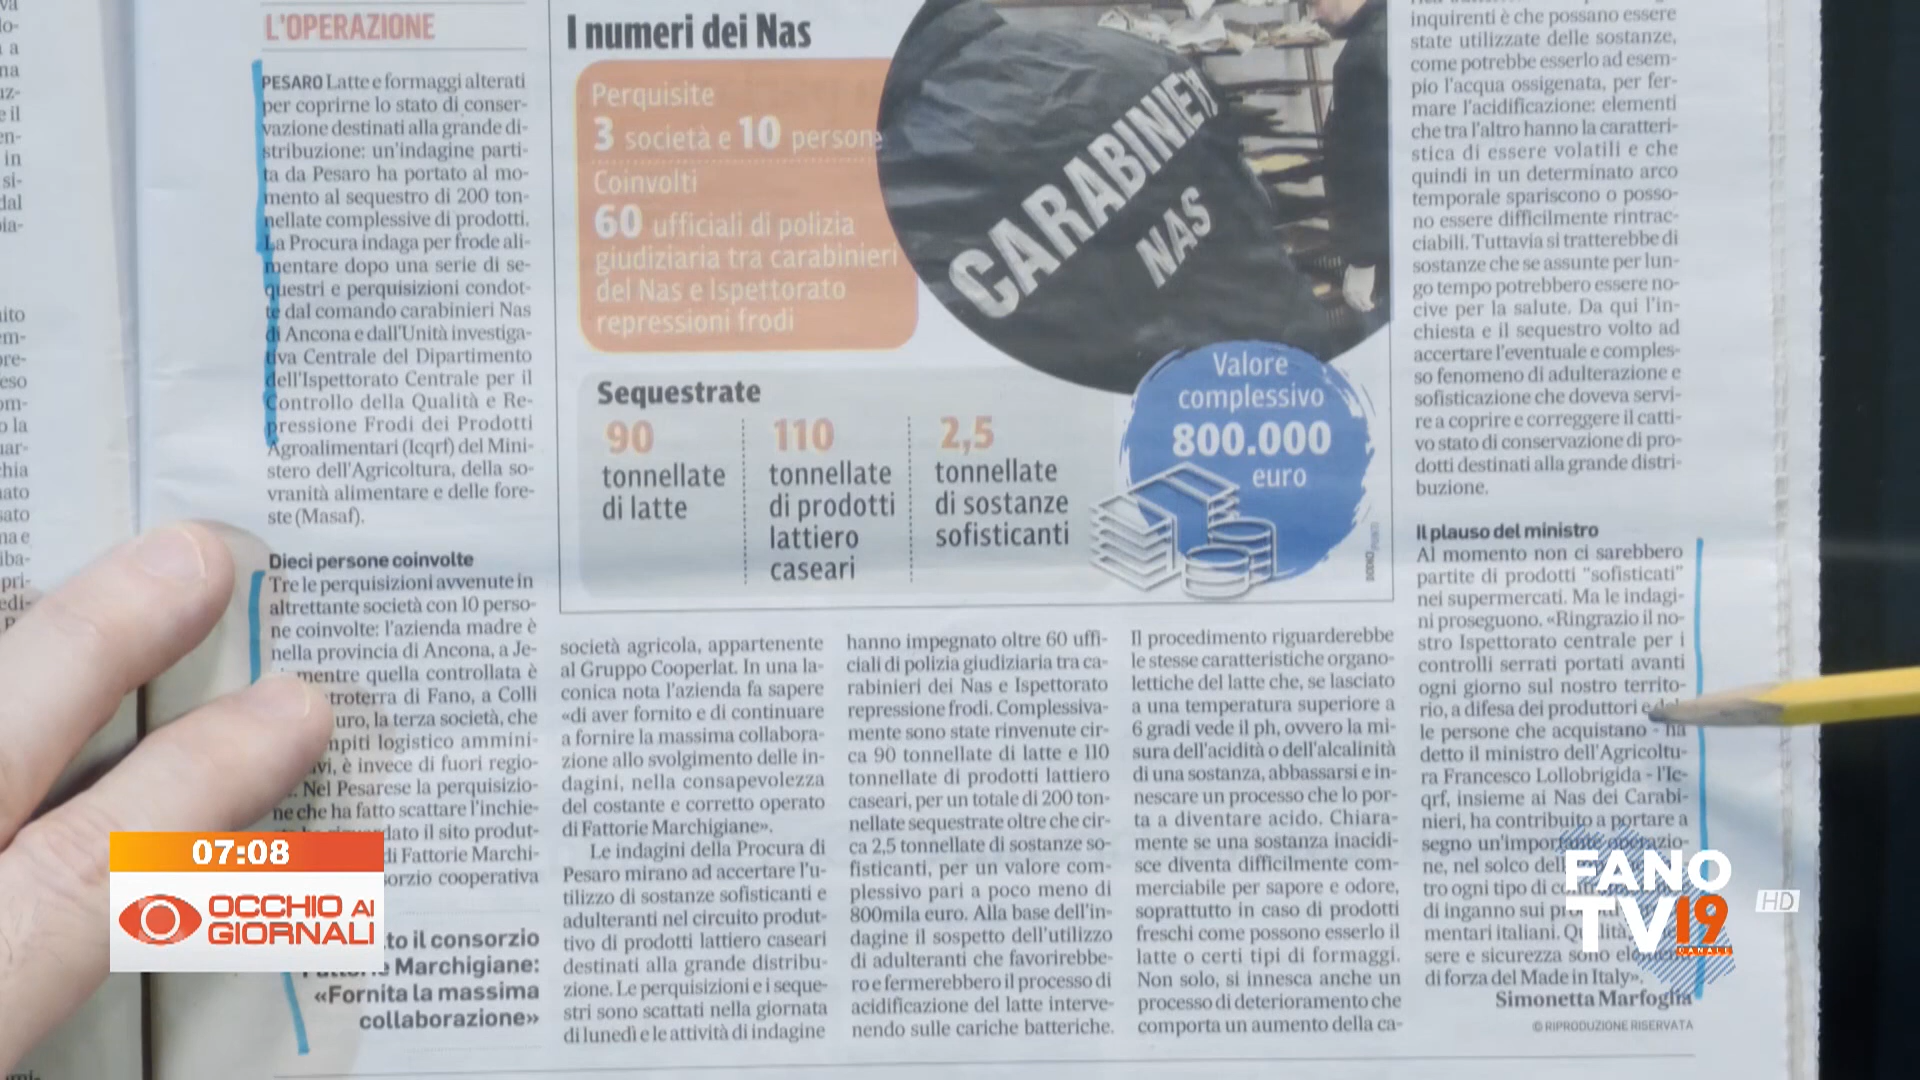 L'OPERAZIONE
PESARO Latte e formaggi alterati
per coprirne lo stato di conser-
vazione destinati alla grande di-
stribuzione: un'indagine parti-
ta da Pesaro ha portato al mo-
mento al sequestro di 200 ton-
nellate complessive di prodotti.
La Procura indaga per frode ali-
mentare dopo una serie di se-
questri e perquisizioni condot-
te dal comando carabinieri Nas
di Ancona e dall'Unità investiga-
tiva Centrale del Dipartimento
dell'Ispettorato Centrale per il
Controllo della Qualità e Re-
pressione Frodi dei Prodotti
Agroalimentari (Icqrf) del Mini-
stero dell'Agricoltura, della so-
vranità alimentare e delle fore-
ste (Masaf).
Dieci persone coinvolte
Tre le perquisizioni avvenute in
altrettante società con 10 perso-
ne coinvolte: l'azienda madre è
nella provincia di Ancona, a Je-
mentre quella controllata è
troterra di Fano, a Colli
uro, la terza società, che
mpiti logistico ammini-
vi, è invece di fuori regio-
Nel Pesarese la perquisizio-
ne che ha fatto scattare l'inchie-
dato il sito produt-
di Fattorie Marchi-
sorzio cooperativa
to il consorzio
Marchigiane:
«Fornita la massima
collaborazione»
I numeri dei Nas
Perquisite
3 società e 10 persone
Coinvolti
60 ufficiali di polizia
giudiziaria tra carabinieri
del Nas e Ispettorato
repressioni frodi
CARABINIERI
NAS
Sequestrate
90
tonnellate
di latte
110
tonnellate
di prodotti
lattiero
caseari
2,5
tonnellate
di sostanze
sofisticanti
Valore
complessivo
800.000
euro
società agricola, appartenente
al Gruppo Cooperlat. In una la-
conica nota l'azienda fa sapere
«di aver fornito e di continuare
a fornire la massima collabora-
zione allo svolgimento delle in-
dagini, nella consapevolezza
del costante e corretto operato
di Fattorie Marchigiane».
Le indagini della Procura di
Pesaro mirano ad accertare l'u-
tilizzo di sostanze sofisticanti e
adulteranti nel circuito produt-
tivo di prodotti lattiero caseari
destinati alla grande distribu-
zione. Le perquisizioni e i seque-
stri sono scattati nella giornata
di lunedì e le attività di indagine
hanno impegnato oltre 60 uffi-
ciali di polizia giudiziaria tra ca-
rabinieri dei Nas e Ispettorato
repressione frodi. Complessiva-
mente sono state rinvenute cir-
ca 90 tonnellate di latte e 110
tonnellate di prodotti lattiero
caseari, per un totale di 200 ton-
nellate sequestrate oltre che cir-
ca 2,5 tonnellate di sostanze so-
fisticanti, per un valore com-
plessivo pari a poco meno di
800mila euro. Alla base dell'in-
dagine il sospetto dell'utilizzo
di adulteranti che favorirebbe-
ro e fermerebbero il processo di
acidificazione del latte interve-
nendo sulle cariche batteriche.
Il procedimento riguarderebbe
le stesse caratteristiche organo-
lettiche del latte che, se lasciato
a una temperatura superiore a
6 gradi vede il ph, ovvero la mi-
sura dell'acidità o dell'alcalinità
di una sostanza, abbassarsi e in-
nescare un processo che lo por-
ta a diventare acido. Chiara-
mente se una sostanza inacidi-
sce diventa difficilmente com-
merciabile per sapore e odore,
soprattutto in caso di prodotti
freschi come possono esserlo il
latte o certi tipi di formaggi.
Non solo, si innesca anche un
processo di deterioramento che
comporta un aumento della ca-
inquirenti è che possano essere
state utilizzate delle sostanze,
come potrebbe esserlo ad esem-
pio l'acqua ossigenata, per fer-
mare l'acidificazione: elementi
che tra l'altro hanno la caratteri-
stica di essere volatili e che
quindi in un determinato arco
temporale spariscono o posso-
no essere difficilmente rintrac-
ciabili. Tuttavia si tratterebbe di
sostanze che se assunte per lun-
go tempo potrebbero essere no-
cive per la salute. Da qui l'in-
chiesta e il sequestro volto ad
accertare l'eventuale e comples-
so fenomeno di adulterazione e
sofisticazione che doveva servi-
re a coprire e correggere il catti-
vo stato di conservazione di pro-
dotti destinati alla grande distri-
buzione.
Il plauso del ministro
Al momento non ci sarebbero
partite di prodotti "sofisticati"
nei supermercati. Ma le indagi-
ni proseguono. «Ringrazio il no-
stro Ispettorato centrale per i
controlli serrati portati avanti
ogni giorno sul nostro territo-
rio, a difesa dei produttori e del-
le persone che acquistano - ha
detto il ministro dell'Agricoltu-
ra Francesco Lollobrigida - l'Ic-
qrf, insieme ai Nas dei Carabi-
nieri, ha contribuito a portare a
segno un'importante operazio-
ne, nel solco del
tro ogni tipo di
di inganno sui
mentari italiani. Qualità,
sere e sicurezza sono
di forza del Made in Italy».
Simonetta Marfoglia
© RIPRODUZIONE RISERVATA
07:08
OCCHIO AI
GIORNALI
FANO
TV19
CANALE
HD